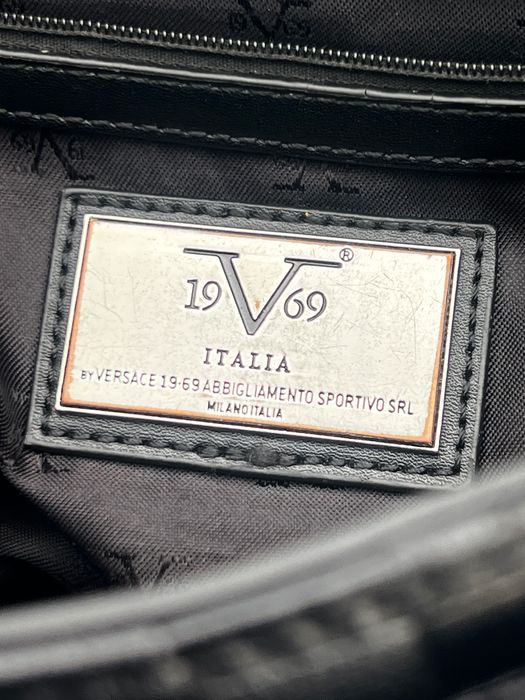 19V69
®
ITALIA
BY VERSACE 19·69 ABBIGLIAMENTO SPORTIVO SRL
MILANO ITALIA